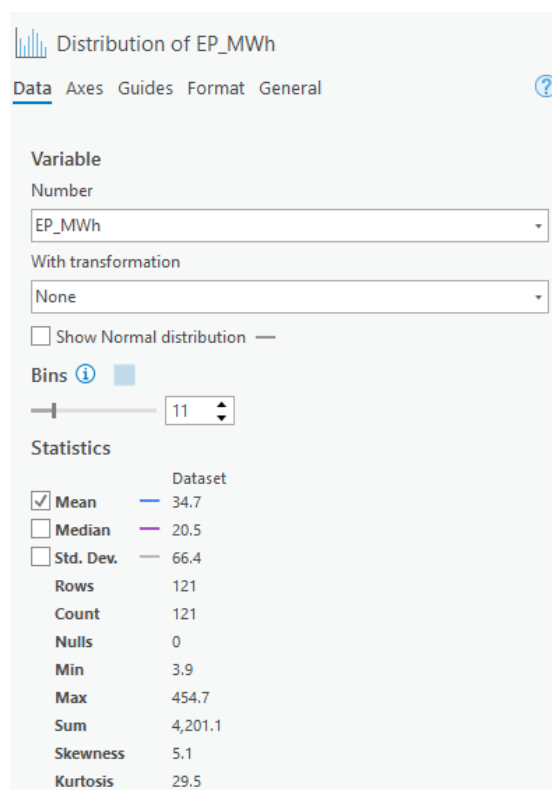 Distribution of EP_MWh
Data Axes Guides Format General
Variable
Number
EP_MWh
With transformation
None
Show Normal distribution
Bins
11
Statistics
Dataset
Mean 34.7
Median 20.5
Std. Dev. 66.4
Rows 121
Count 121
Nulls 0
Min 3.9
Max 454.7
Sum 4,201.1
Skewness 5.1
Kurtosis 29.5